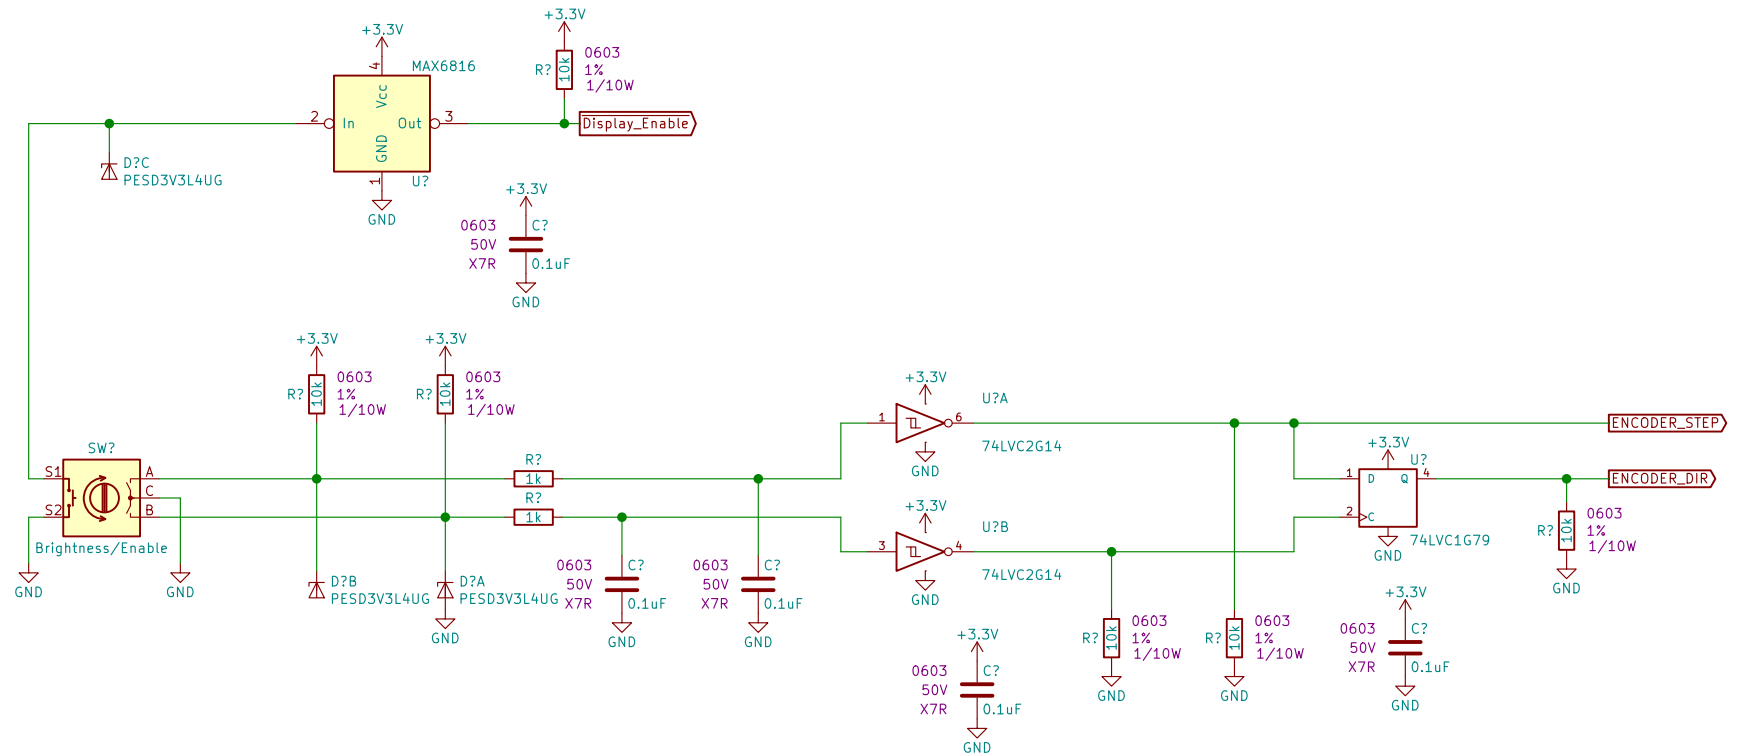 +3.3V
4
MAX6816
Vcc
2
In
Out
3
GND
1
U?
GND
+3.3V
R?
10k
0603
1%
1/10W
Display_Enable
D?C
PESD3V3L4UG
+3.3V
0603
50V
X7R
C?
0.1uF
GND
+3.3V
R?
10k
0603
1%
1/10W
+3.3V
R?
10k
0603
1%
1/10W
SW?
S1
S2
A
C
B
Brightness/Enable
GND
GND
R?
1k
R?
1k
D?B
PESD3V3L4UG
D?A
PESD3V3L4UG
GND
0603
50V
X7R
C?
0.1uF
GND
0603
50V
X7R
C?
0.1uF
GND
+3.3V
U?A
1
6
74LVC2G14
GND
+3.3V
U?B
3
4
74LVC2G14
GND
ENCODER_STEP
+3.3V
U?
1
D
Q
4
2
C
74LVC1G79
GND
ENCODER_DIR
R?
10k
0603
1%
1/10W
GND
R?
10k
0603
1%
1/10W
GND
R?
10k
0603
1%
1/10W
GND
+3.3V
0603
50V
X7R
C?
0.1uF
GND
+3.3V
0603
50V
X7R
C?
0.1uF
GND